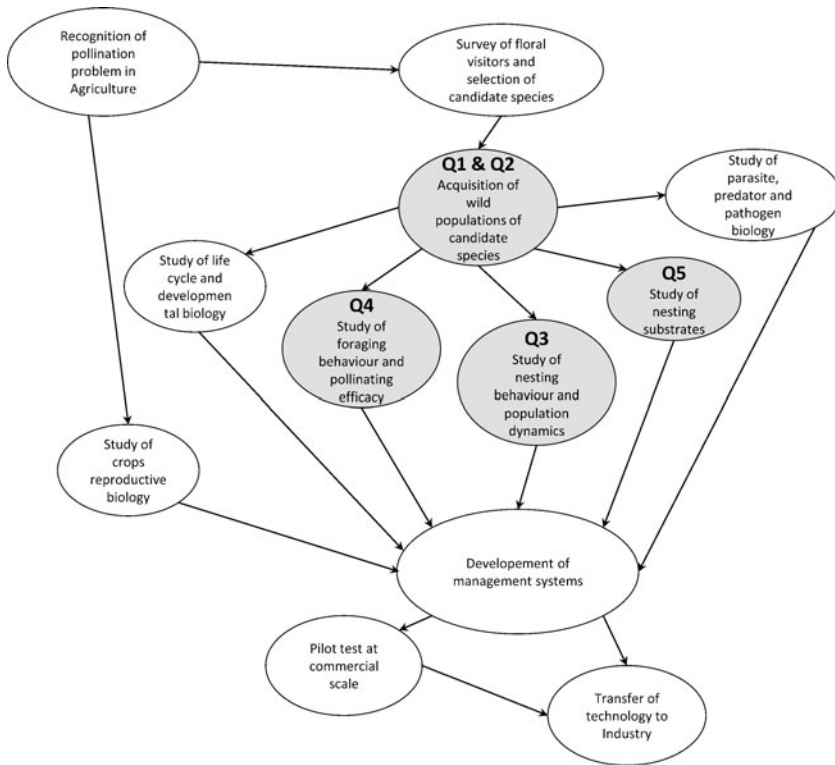 Recognition of
pollination
problem in
Agriculture
Survey of floral
visitors and
selection of
candidate species
Q1 & Q2
Acquisition of
wild
populations of
candidate
species
Study of
parasite,
predator and
pathogen
biology
Study of life
cycle and
developmen
tal biology
Q4
Study of
foraging
behaviour and
pollinating
efficacy
Q3
Study of
nesting
behaviour and
population
dynamics
Q5
Study of
nesting
substrates
Study of
crops
reproductive
biology
Developement of
management systems
Pilot test at
commercial
scale
Transfer of
technology to
Industry